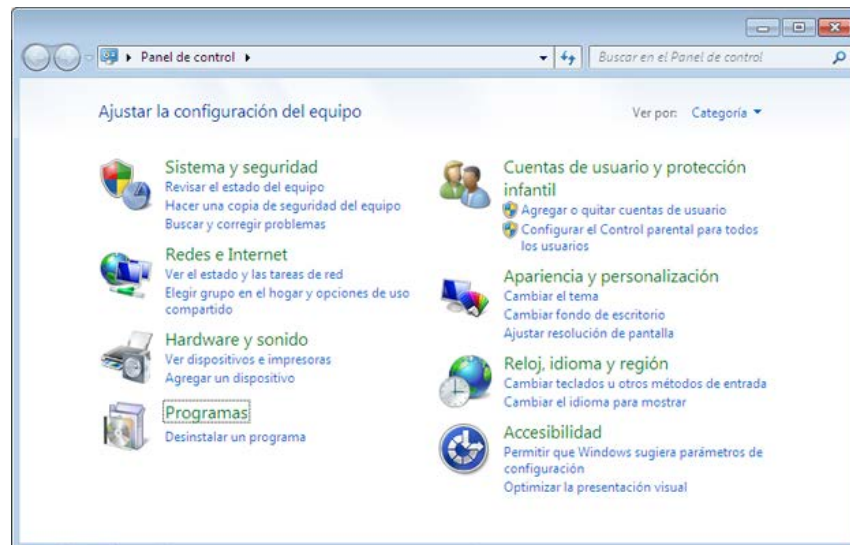 Panel de control
Buscar en el Panel de control
Ajustar la configuración del equipo
Ver por: Categoría
Sistema y seguridad
Revisar el estado del equipo
Hacer una copia de seguridad del equipo
Buscar y corregir problemas
Redes e Internet
Ver el estado y las tareas de red
Elegir grupo en el hogar y opciones de uso
compartido
Hardware y sonido
Ver dispositivos e impresoras
Agregar un dispositivo
Programas
Desinstalar un programa
Cuentas de usuario y protección
infantil
Agregar o quitar cuentas de usuario
Configurar el Control parental para todos
los usuarios
Apariencia y personalización
Cambiar el tema
Cambiar fondo de escritorio
Ajustar resolución de pantalla
Reloj, idioma y región
Cambiar teclados u otros métodos de entrada
Cambiar el idioma para mostrar
Accesibilidad
Permitir que Windows sugiera parámetros de
configuración
Optimizar la presentación visual